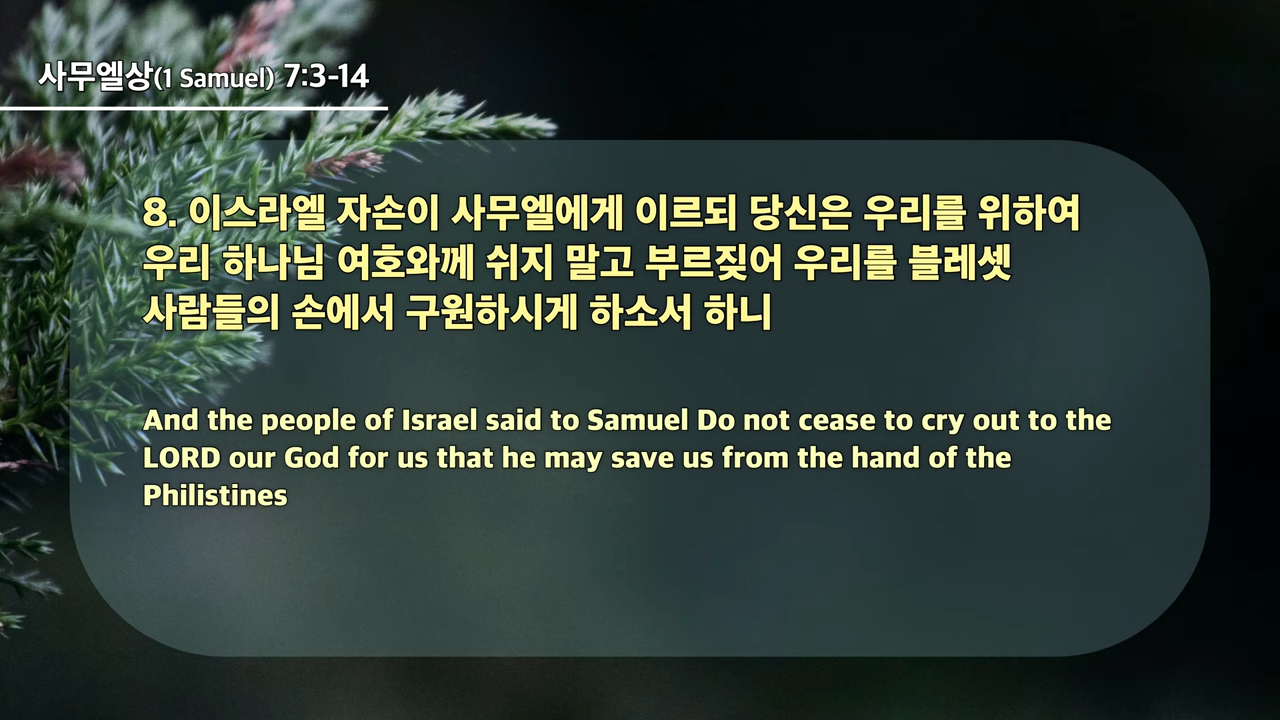 사무엘상(1 Samuel) 7:3-14
8. 이스라엘 자손이 사무엘에게 이르되 당신은 우리를 위하여
우리 하나님 여호와께 쉬지 말고 부르짖어 우리를 블레셋
사람들의 손에서 구원하시게 하소서 하니
And the people of Israel said to Samuel Do not cease to cry out to the
LORD our God for us that he may save us from the hand of the
Philistines